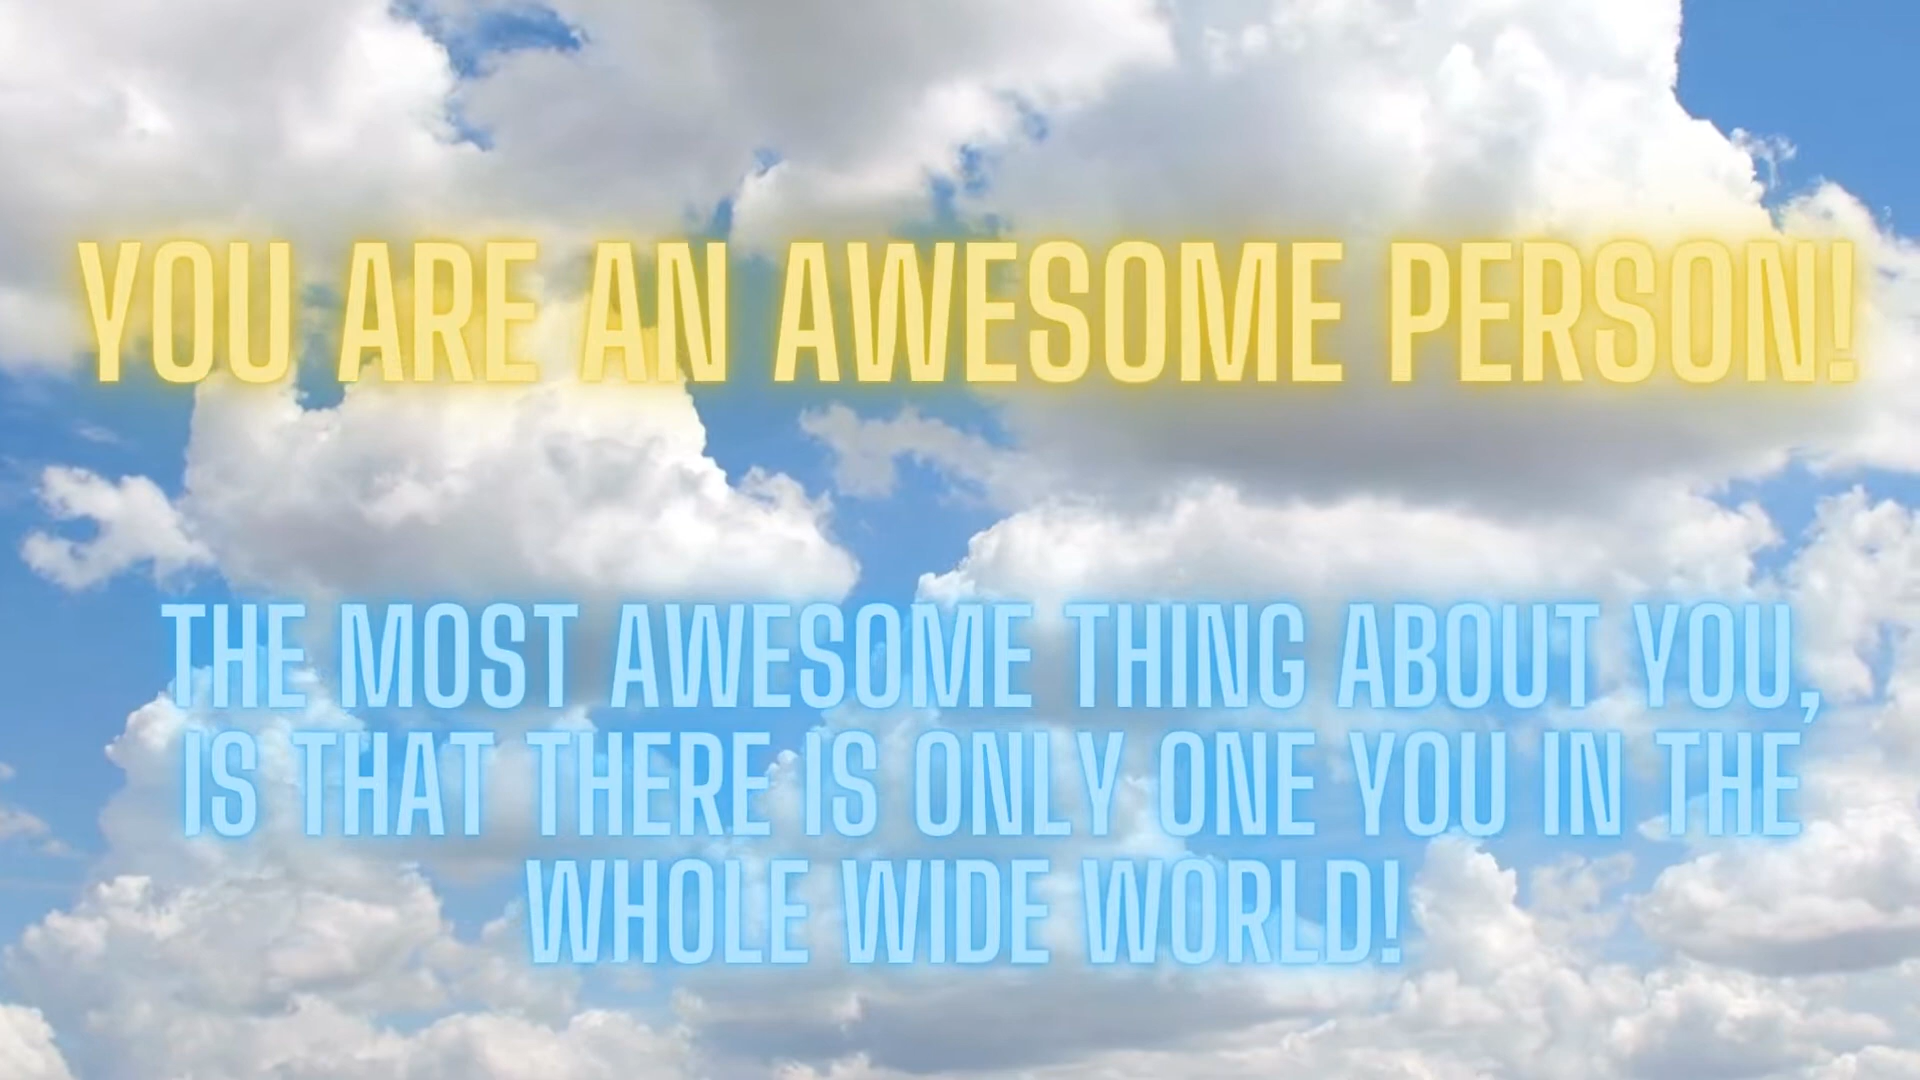 YOU ARE AN AWESOME PERSON!
THE MOST AWESOME THING ABOUT YOU,
IS THAT THERE IS ONLY ONE YOU IN THE
WHOLE WIDE WORLD!